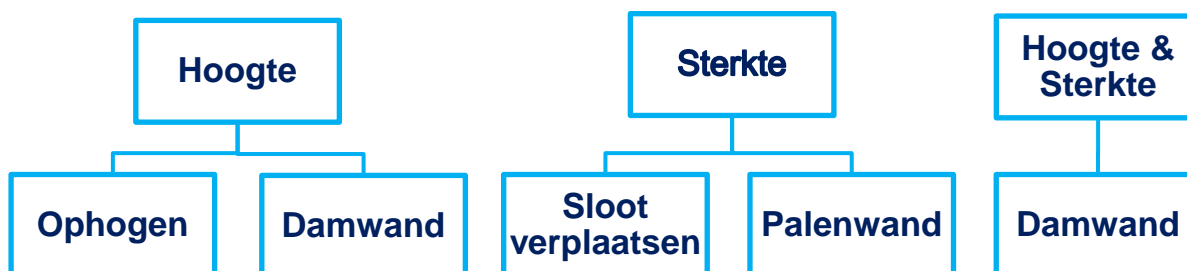 Hoogte
Sterkte
Hoogte &
Sterkte
Ophogen
Damwand
Sloot
verplaatsen
Palenwand
Damwand